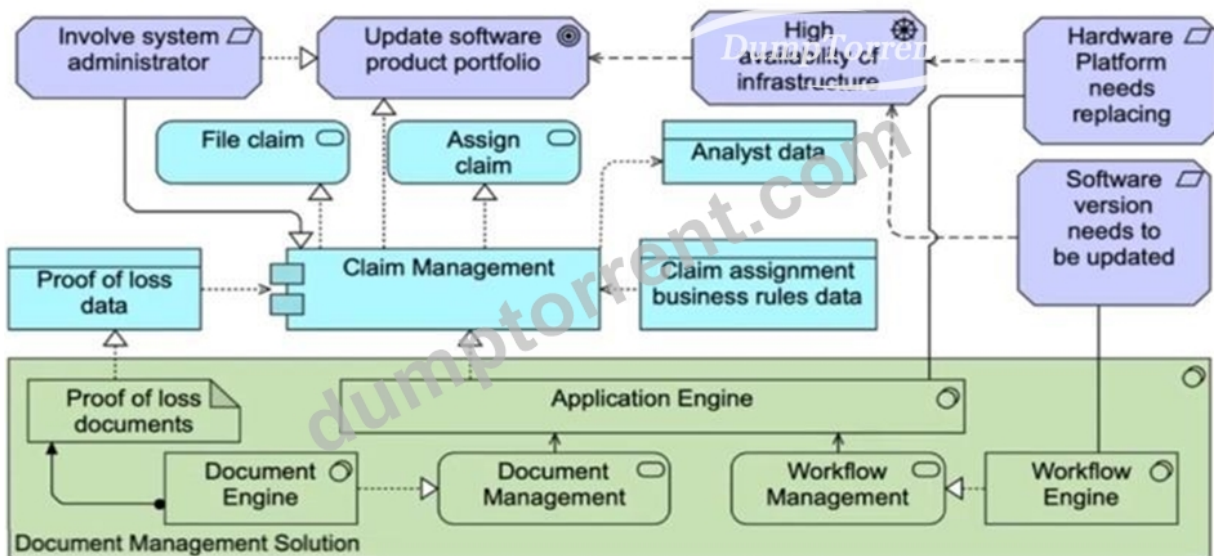 Involve system
administrator
Update software
product portfolio
High
availability of
infrastructure
DumpTorren
Hardware
Platform
needs
replacing
File claim
Assign
claim
Analyst data
Software
version
needs to
be updated
Proof of loss
data
Claim Management
Claim assignment
business rules data
dumptorrent.com
Proof of loss
documents
Application Engine
Document
Engine
Document
Management
Workflow
Management
Workflow
Engine
Document Management Solution